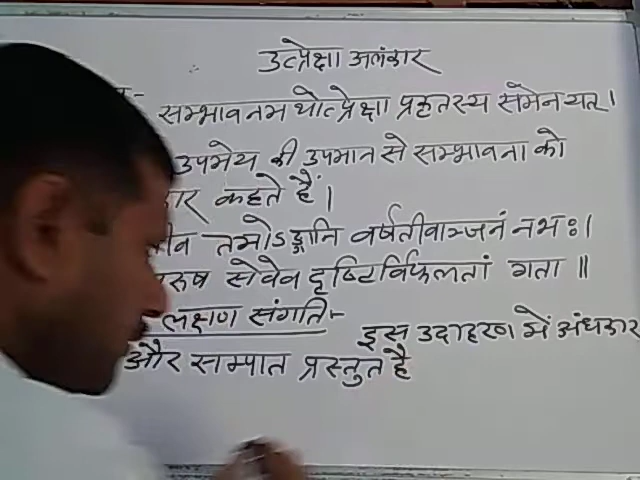 उत्प्रेक्षा अलंकार
सम्भावनमथोत्प्रेक्षा प्रकृतस्य समेन यत्।
उपमेय की उपमान से सम्भावना को
कहते हैं।
तमोऽङ्गानि वर्षतीवाञ्जनं नभः।
सेवेव दृष्टिर्विफलतां गता ॥
लक्षण संगति:- इस उदाहरण में अंधकार
और सम्पात प्रस्तुत है